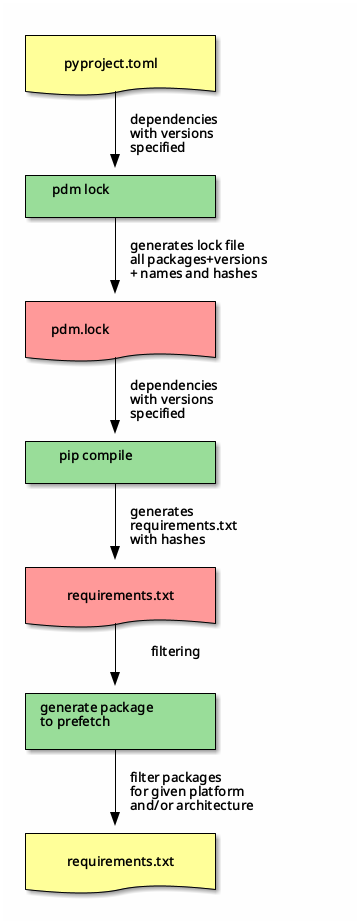 pyproject.toml
dependencies
with versions
specified
pdm lock
generates lock file
all packages+versions
+ names and hashes
pdm.lock
dependencies
with versions
specified
pip compile
generates
requirements.txt
with hashes
requirements.txt
filtering
generate package
to prefetch
filter packages
for given platform
and/or architecture
requirements.txt